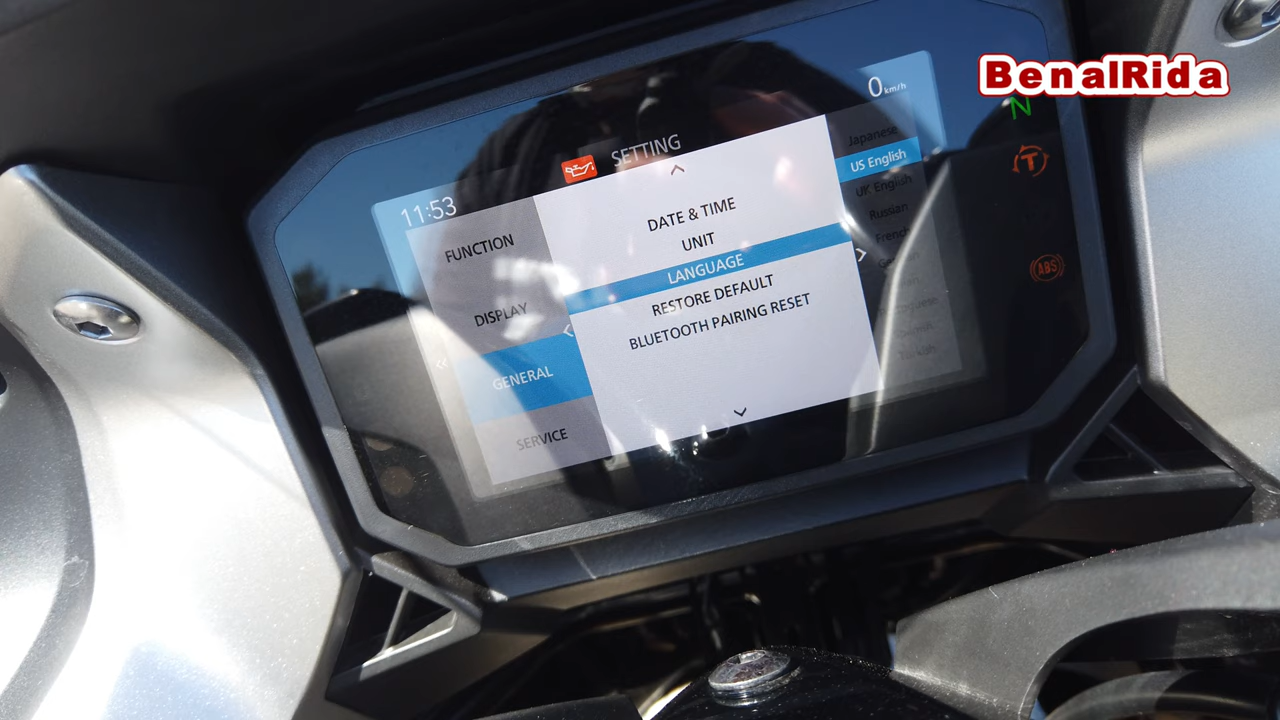 BenalRida
0 km/h
N
SETTING
11:53
FUNCTION
DISPLAY
GENERAL
SERVICE
DATE & TIME
UNIT
LANGUAGE
RESTORE DEFAULT
BLUETOOTH PAIRING RESET
Japanese
US English
UK English
Russian
French
T
ABS